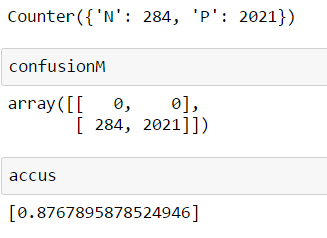 Counter({'N': 284, 'P': 2021})
confusionM
array([[   0,    0],
       [ 284, 2021]])
accus
[0.8767895878524946]